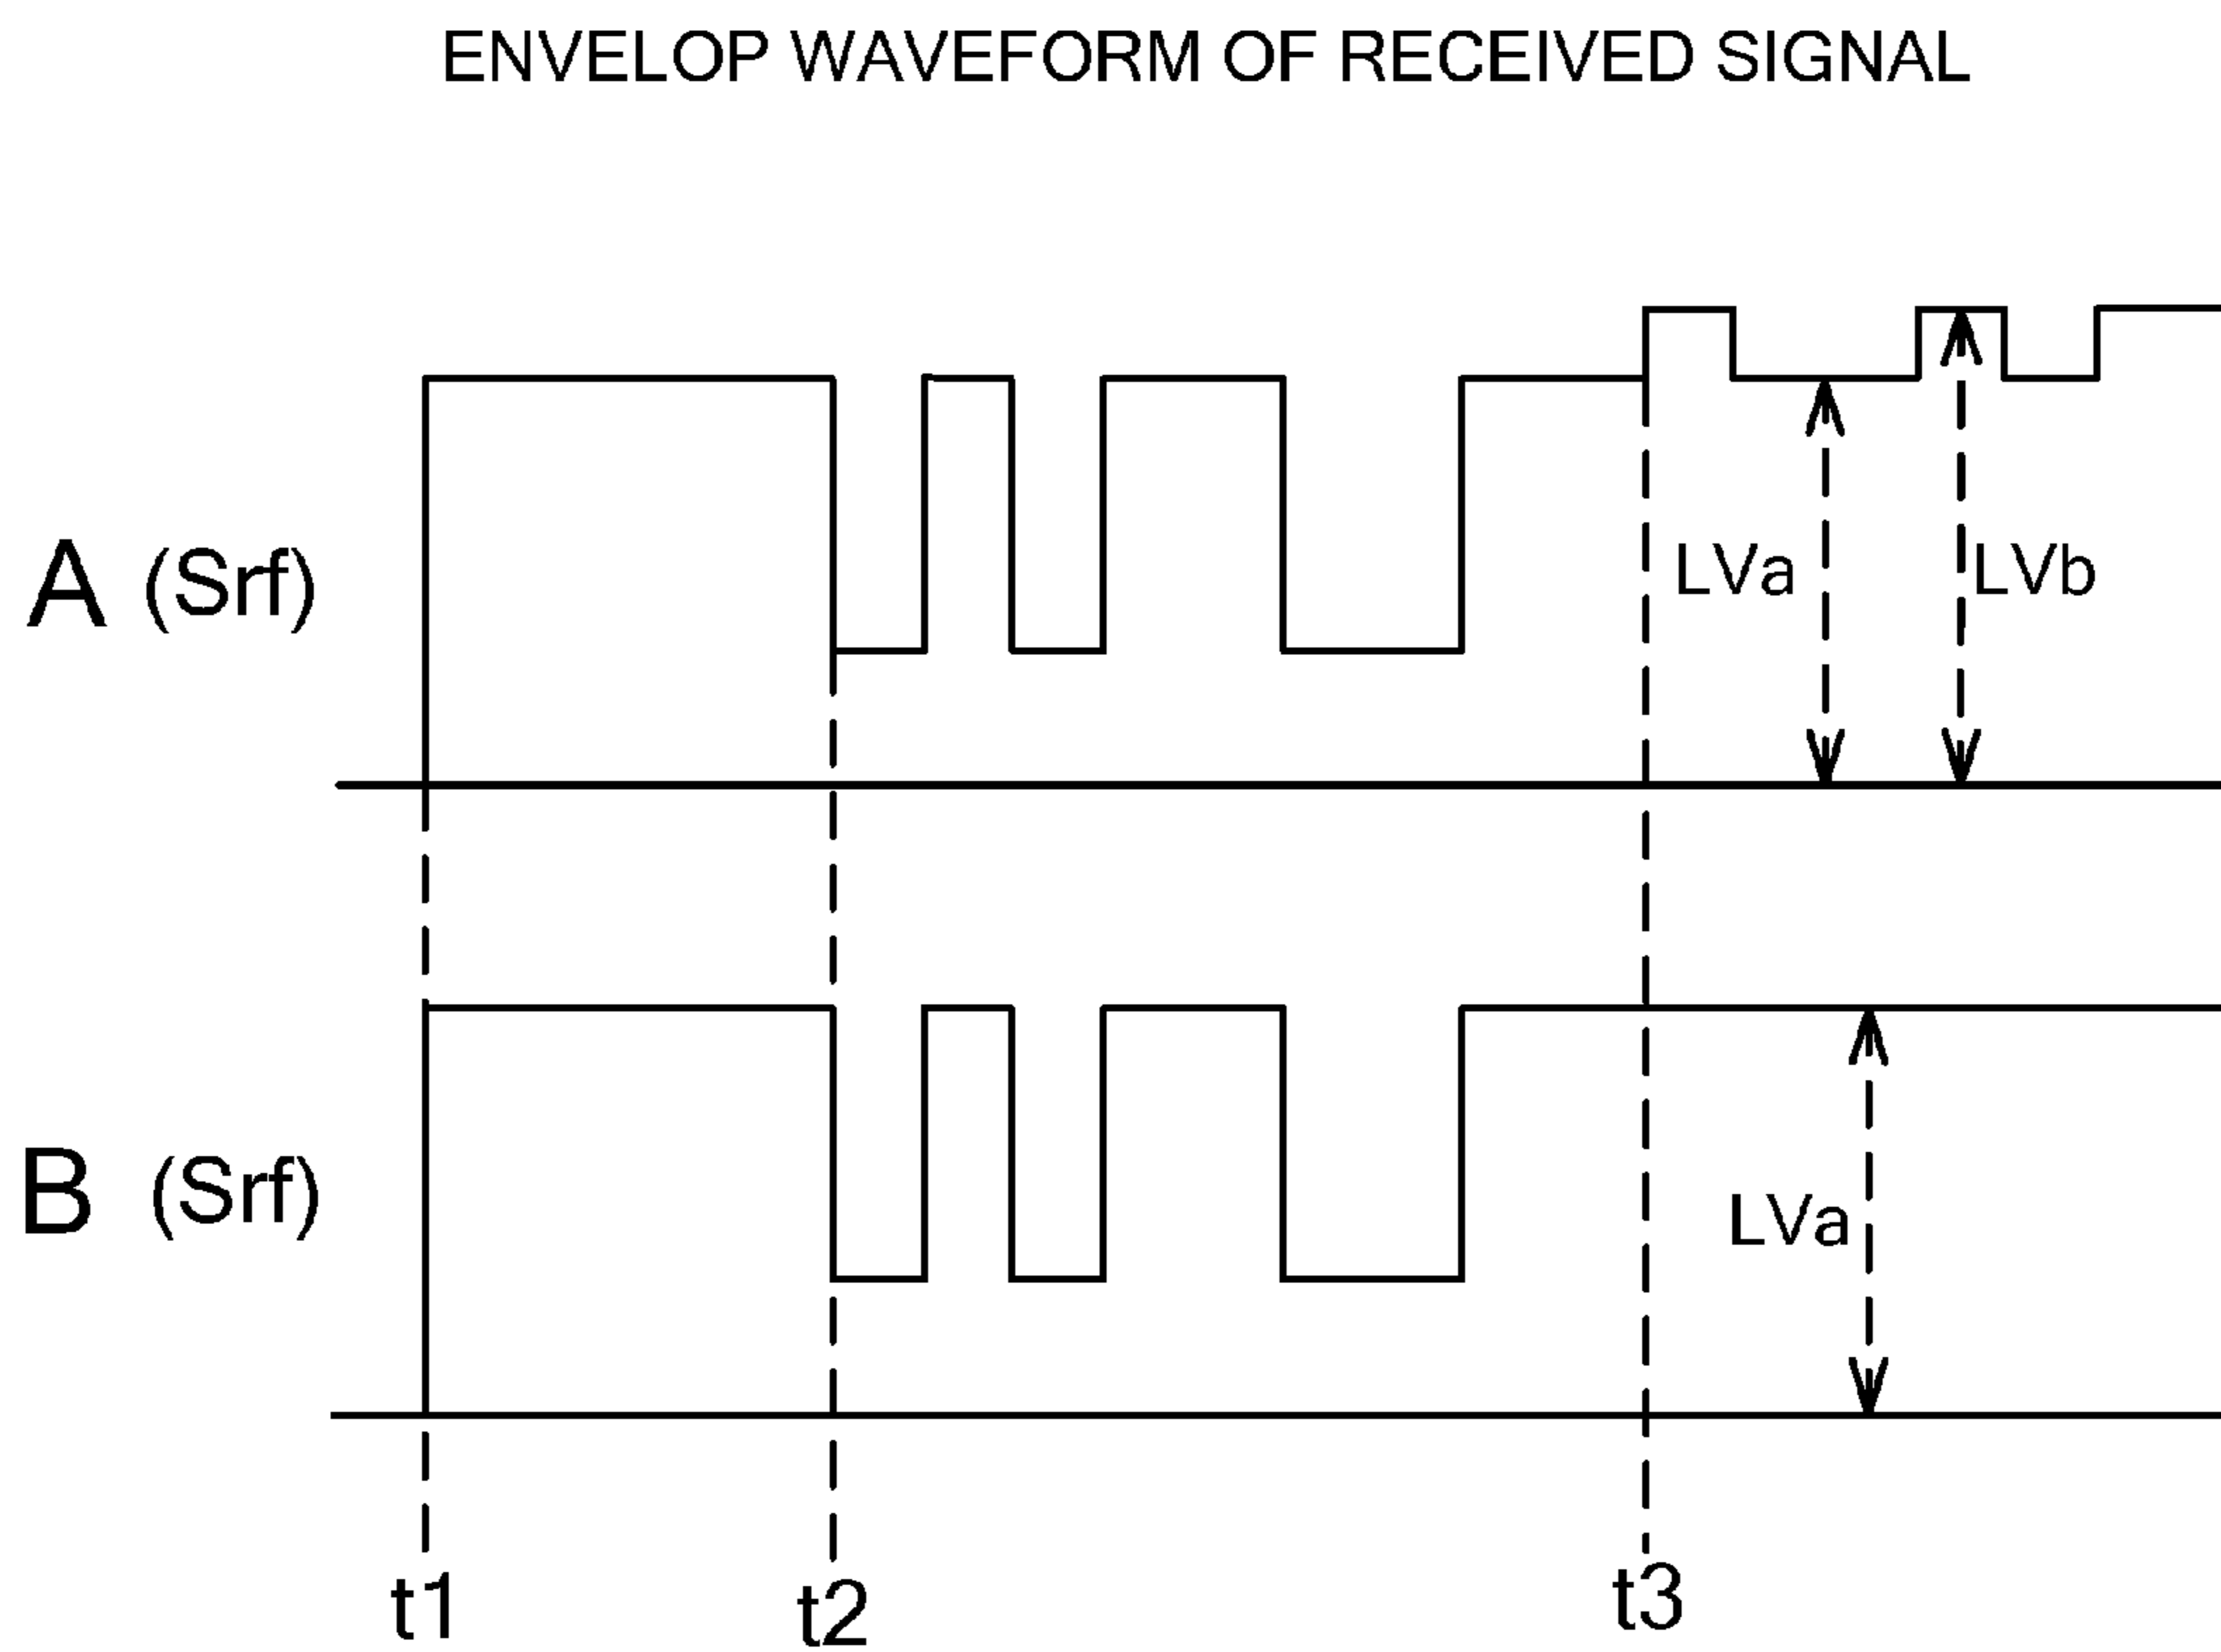 ENVELOP WAVEFORM OF RECEIVED SIGNAL
A (Srf)
LVa
LVb
B (Srf)
LVa
t1
t2
t3